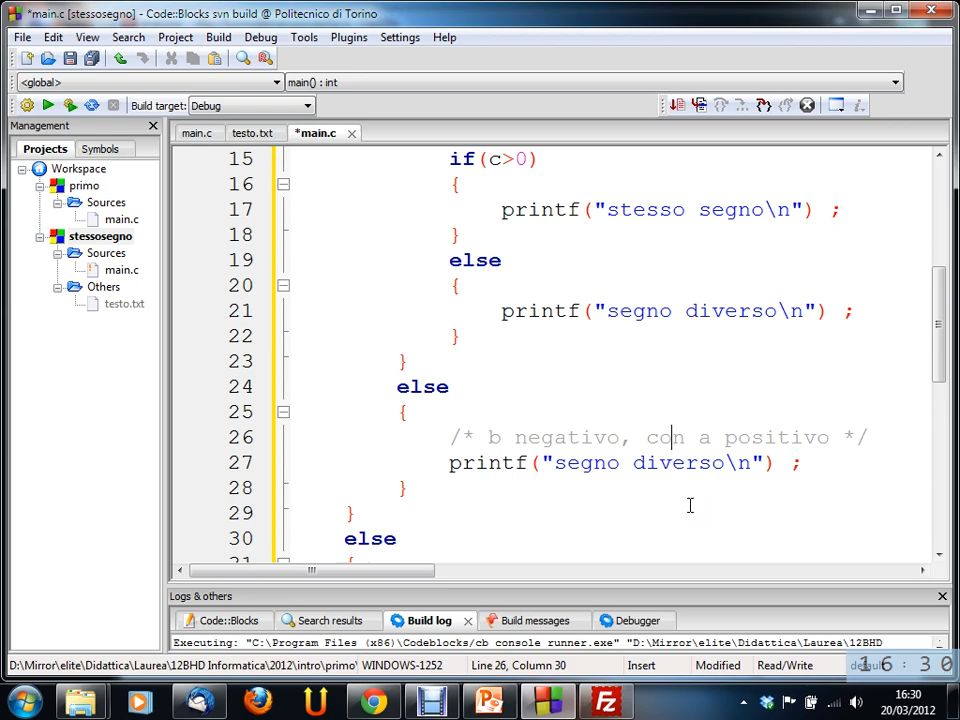 *main.c [stessosegno] - Code::Blocks svn build @ Politecnico di Torino
File Edit View Search Project Build Debug Tools Plugins Settings Help
<global> main() : int
Build target: Debug
Management
Projects Symbols
Workspace
primo
Sources
main.c
stessosegno
Sources
main.c
Others
testo.txt
main.c testo.txt *main.c
15 if(c>0)
16 {
17 printf("stesso segno\n") ;
18 }
19 else
20 {
21 printf("segno diverso\n") ;
22 }
23 }
24 else
25 {
26 /* b negativo, con a positivo */
27 printf("segno diverso\n") ;
28 }
29 }
30 else
31 {
Logs & others
Code::Blocks Search results Build log Build messages Debugger
Executing: "C:\Program Files (x86)\Codeblocks/cb_console_runner.exe" "D:\Mirror\elite\Didattica\Laurea\12BHD
D:\Mirror\elite\Didattica\Laurea\12BHD Informatica\2012\intro\primo\ WINDOWS-1252 Line 26, Column 30 Insert Modified Read/Write default
16:30
16:30
20/03/2012